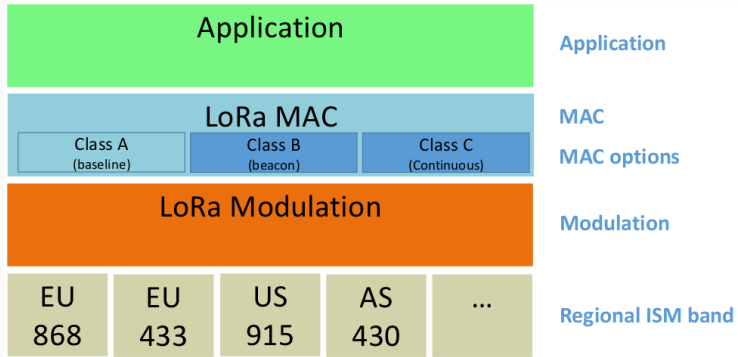 Application
Application
LoRa MAC
MAC
Class A
(baseline)
Class B
(beacon)
Class C
(Continuous)
MAC options
LoRa Modulation
Modulation
EU
868
EU
433
US
915
AS
430
...
Regional ISM band